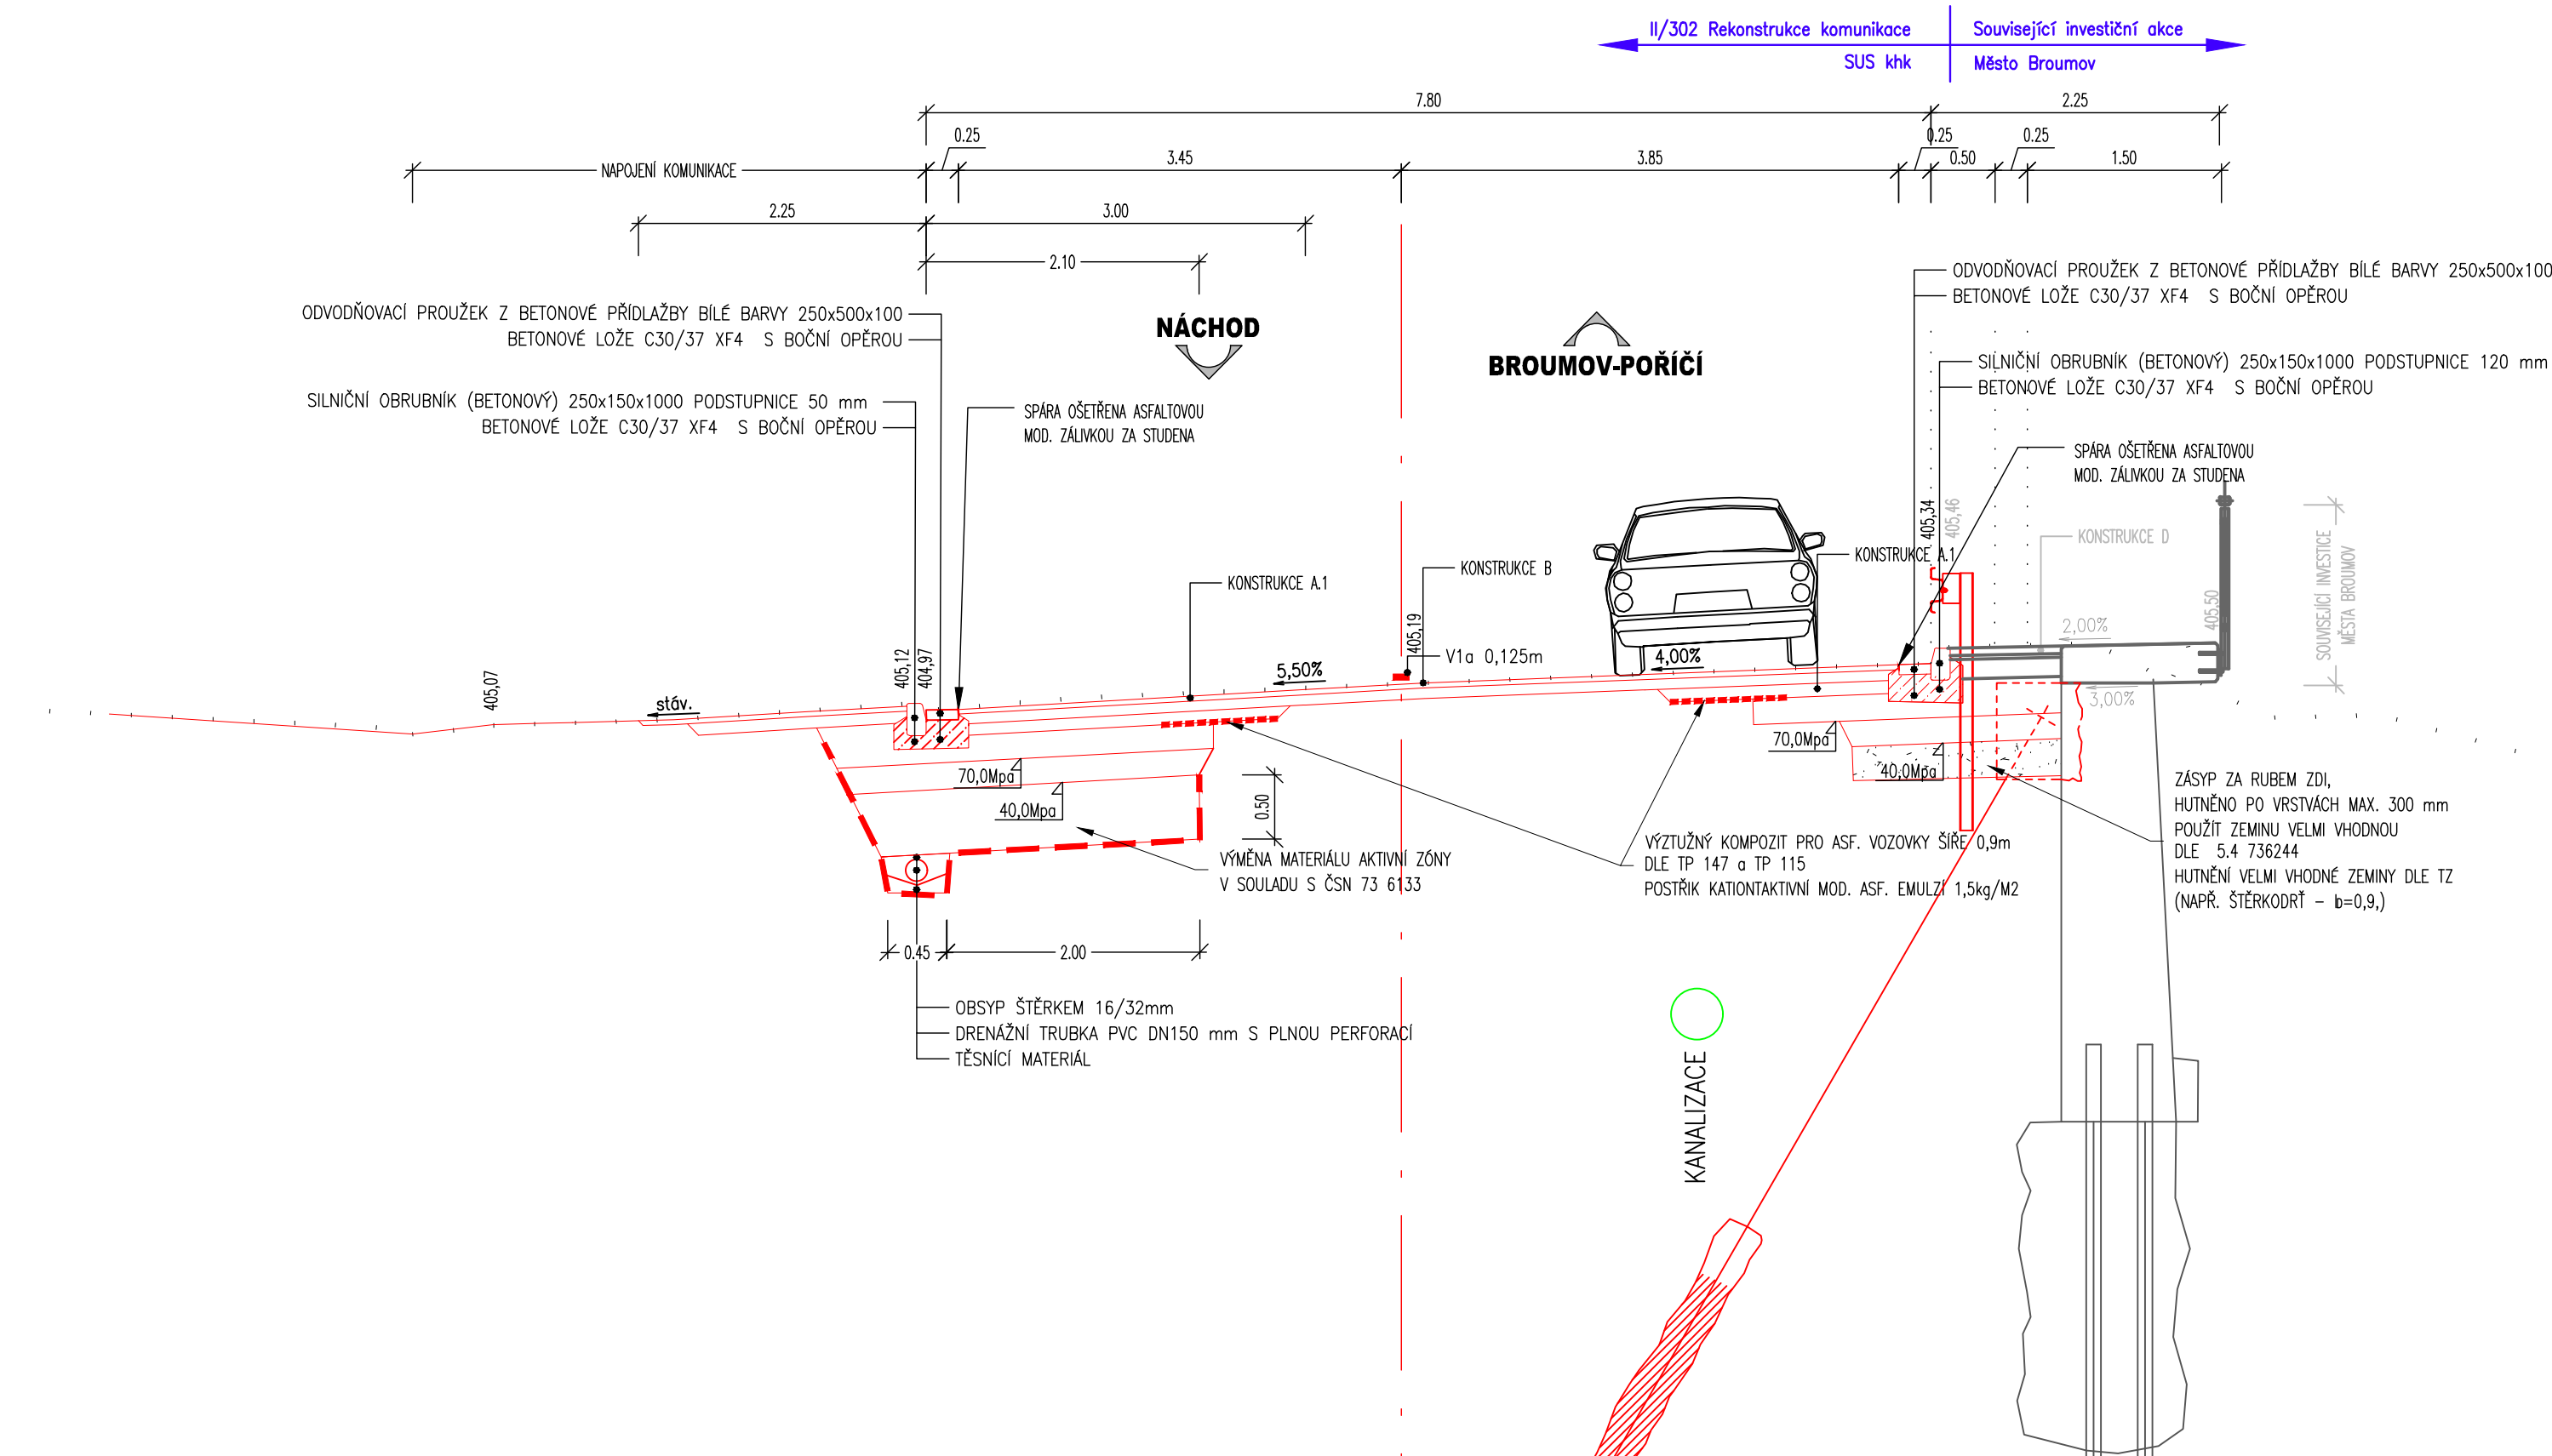 II/302 Rekonstrukce komunikace
Související investiční akce
SUS khk
Město Broumov
7.80
2.25
0.25
0.25
0.25
NAPOJENÍ KOMUNIKACE
3.45
3.85
0.50
1.50
2.25
3.00
2.10
ODVODŇOVACÍ PROUŽEK Z BETONOVÉ PŘÍDLAŽBY BÍLÉ BARVY 250x500x100
BETONOVÉ LOŽE C30/37 XF4 S BOČNÍ OPĚROU
SILNIČNÍ OBRUBNÍK (BETONOVÝ) 250x150x1000 PODSTUPNICE 50 mm
BETONOVÉ LOŽE C30/37 XF4 S BOČNÍ OPĚROU
SPÁRA OŠETŘENA ASFALTOVOU
MOD. ZÁLIVKOU ZA STUDENA
NÁCHOD
BROUMOV-POŘÍČÍ
ODVODŇOVACÍ PROUŽEK Z BETONOVÉ PŘÍDLAŽBY BÍLÉ BARVY 250x500x100
BETONOVÉ LOŽE C30/37 XF4 S BOČNÍ OPĚROU
SILNIČNÍ OBRUBNÍK (BETONOVÝ) 250x150x1000 PODSTUPNICE 120 mm
BETONOVÉ LOŽE C30/37 XF4 S BOČNÍ OPĚROU
SPÁRA OŠETŘENA ASFALTOVOU
MOD. ZÁLIVKOU ZA STUDENA
405,34
405,46
KONSTRUKCE D
SOUVISEJÍCÍ INVESTICE
MĚSTA BROUMOV
KONSTRUKCE A.1
KONSTRUKCE B
KONSTRUKCE A.1
405,07
405,12
404,97
405,19
405,50
stáv.
5,50%
V1a 0,125m
4,00%
2,00%
3,00%
70,0Mpa
40,0Mpa
0.50
70,0Mpa
40,0Mpa
VÝMĚNA MATERIÁLU AKTIVNÍ ZÓNY
V SOULADU S ČSN 73 6133
VÝZTUŽNÝ KOMPOZIT PRO ASF. VOZOVKY ŠÍŘE 0,9m
DLE TP 147 a TP 115
POSTŘIK KATIONTAKTIVNÍ MOD. ASF. EMULZÍ 1,5kg/M2
ZÁSYP ZA RUBEM ZDI,
HUTNĚNO PO VRSTVÁCH MAX. 300 mm
POUŽÍT ZEMINU VELMI VHODNOU
DLE 5.4 736244
HUTNĚNÍ VELMI VHODNÉ ZEMINY DLE TZ
(NAPŘ. ŠTĚRKODRŤ – Ib=0,9,)
0.45
2.00
OBSYP ŠTĚRKEM 16/32mm
DRENÁŽNÍ TRUBKA PVC DN150 mm S PLNOU PERFORACÍ
TĚSNÍCÍ MATERIÁL
KANALIZACE